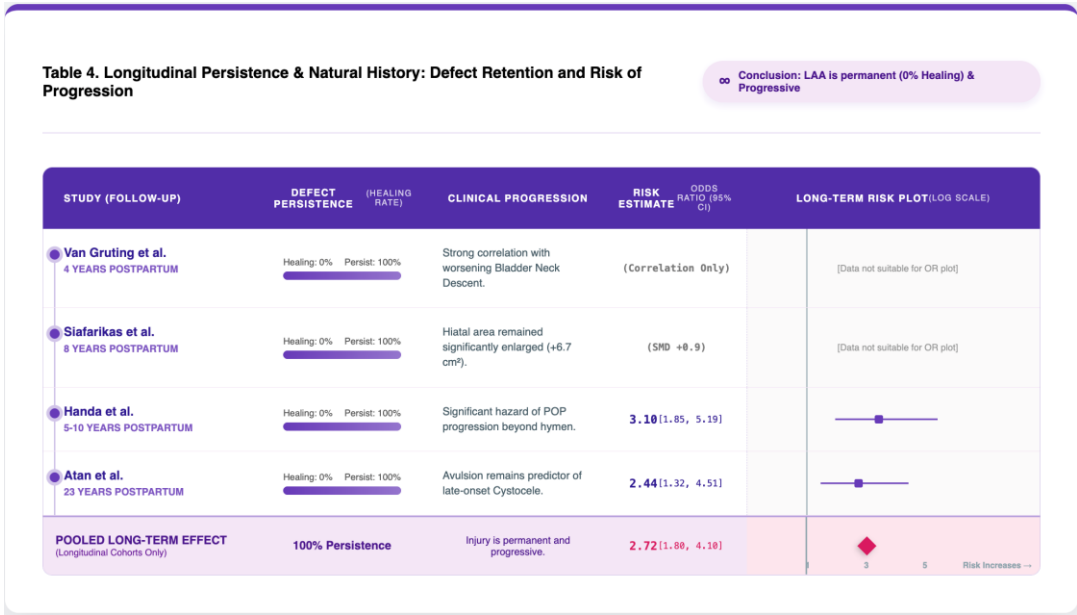 Table 4. Longitudinal Persistence & Natural History: Defect Retention and Risk of
Progression
∞ Conclusion: LAA is permanent (0% Healing) &
Progressive
STUDY (FOLLOW-UP)
DEFECT
PERSISTENCE
(HEALING
RATE)
CLINICAL PROGRESSION
RISK
ESTIMATE
ODDS
RATIO (95%
CI)
LONG-TERM RISK PLOT(LOG SCALE)
Van Gruting et al.
4 YEARS POSTPARTUM
Healing: 0% Persist: 100%
Strong correlation with
worsening Bladder Neck
Descent.
(Correlation Only)
[Data not suitable for OR plot]
Siafarikas et al.
8 YEARS POSTPARTUM
Healing: 0% Persist: 100%
Hiatal area remained
significantly enlarged (+6.7
cm²).
(SMD +0.9)
[Data not suitable for OR plot]
Handa et al.
5-10 YEARS POSTPARTUM
Healing: 0% Persist: 100%
Significant hazard of POP
progression beyond hymen.
3.10[1.85, 5.19]
Atan et al.
23 YEARS POSTPARTUM
Healing: 0% Persist: 100%
Avulsion remains predictor of
late-onset Cystocele.
2.44[1.32, 4.51]
POOLED LONG-TERM EFFECT
(Longitudinal Cohorts Only)
100% Persistence
Injury is permanent and
progressive.
2.72[1.80, 4.10]
1 3 5 Risk Increases →